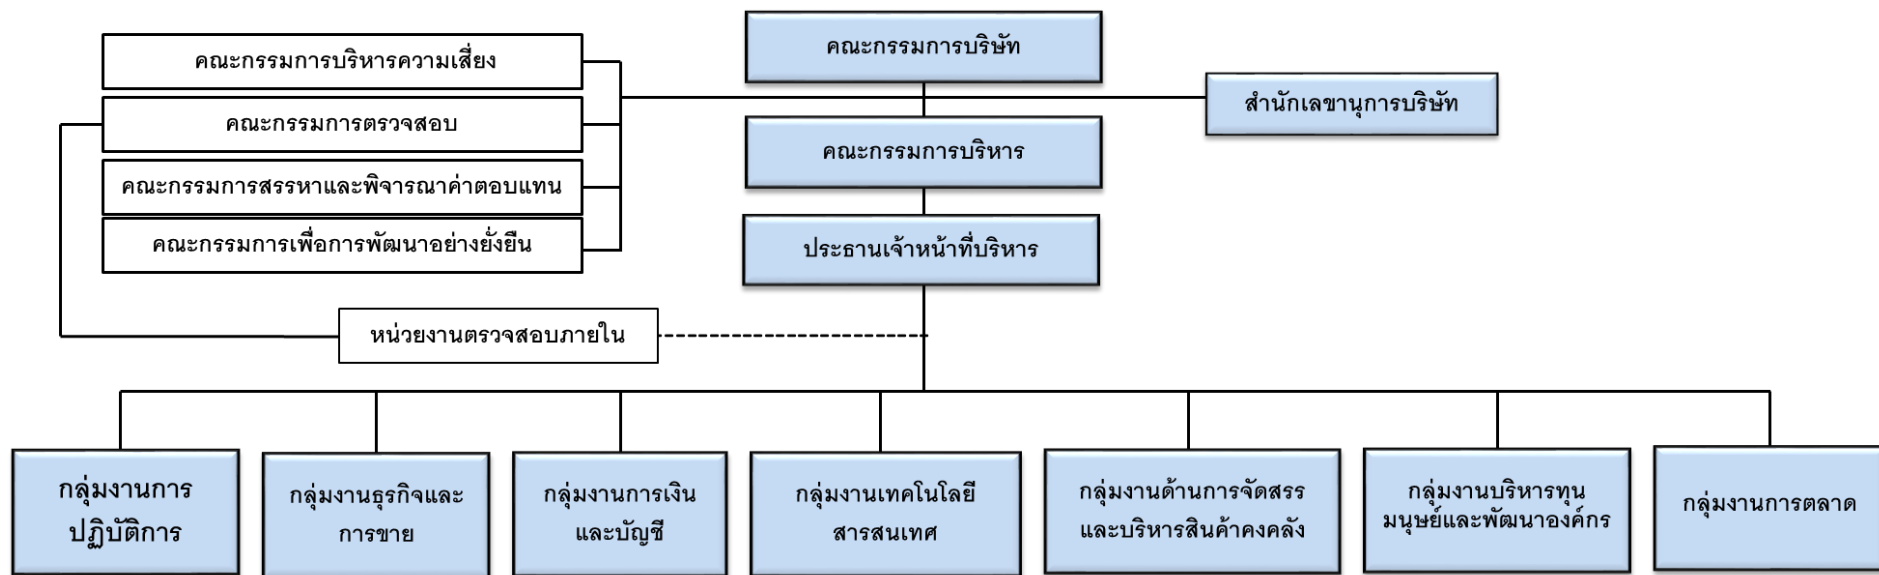 คณะกรรมการบริษัท
คณะกรรมการบริหารความเสี่ยง
สำนักเลขานุการบริษัท
คณะกรรมการตรวจสอบ
คณะกรรมการบริหาร
คณะกรรมการสรรหาและพิจารณาค่าตอบแทน
คณะกรรมการเพื่อการพัฒนาอย่างยั่งยืน
ประธานเจ้าหน้าที่บริหาร
หน่วยงานตรวจสอบภายใน
กลุ่มงานการ
ปฏิบัติการ
กลุ่มงานธุรกิจและ
การขาย
กลุ่มงานการเงิน
และบัญชี
กลุ่มงานเทคโนโลยี
สารสนเทศ
กลุ่มงานด้านการจัดสรร
และบริหารสินค้าคงคลัง
กลุ่มงานบริหารทุน
มนุษย์และพัฒนาองค์กร
กลุ่มงานการตลาด